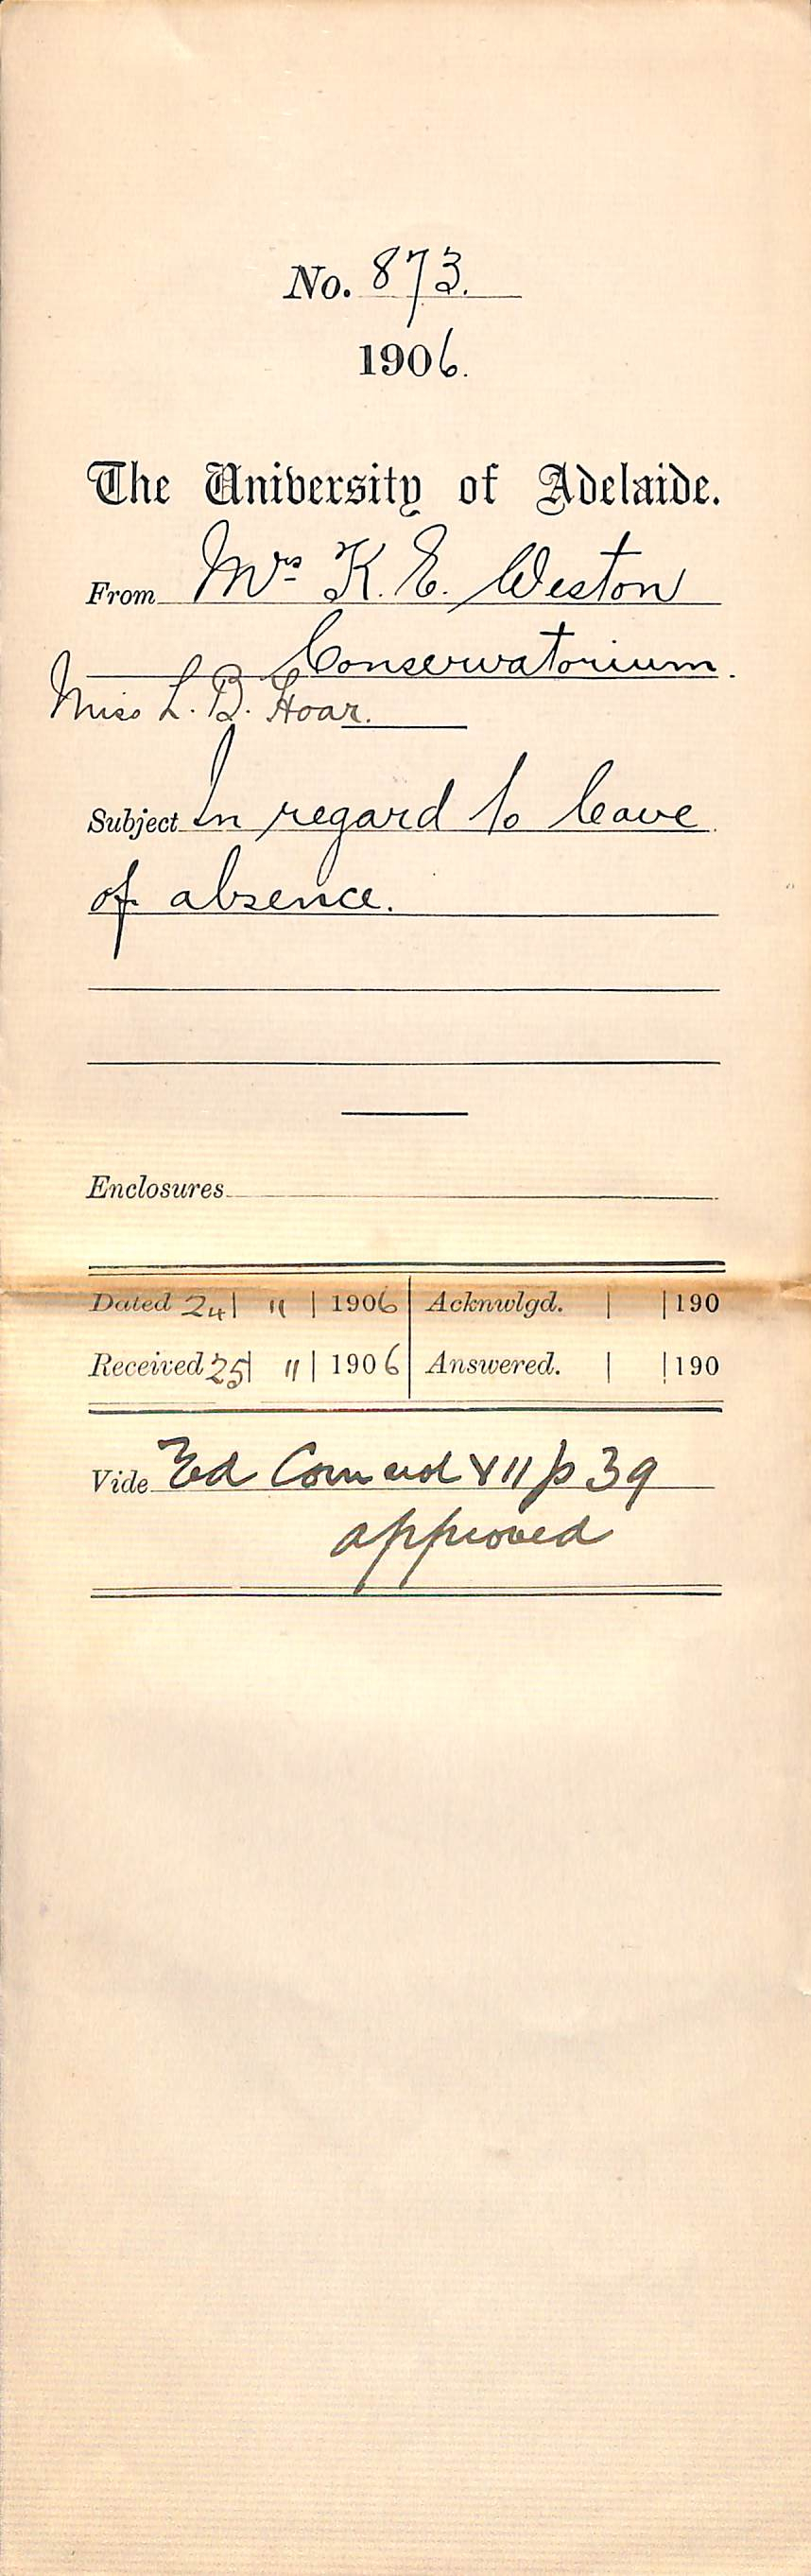 No. 873.
1906.
The University of Adelaide.
From Mrs K. E. Weston
Conservatorium.
Miss L. B. Hoar.
Subject In regard to leave
of absence.
Enclosures
Dated 24| 11 | 1906 Acknwlgd. | |190
Received 25| 11 | 1906 Answered. | |190
Vide Ed Com vol VII p 39
approved